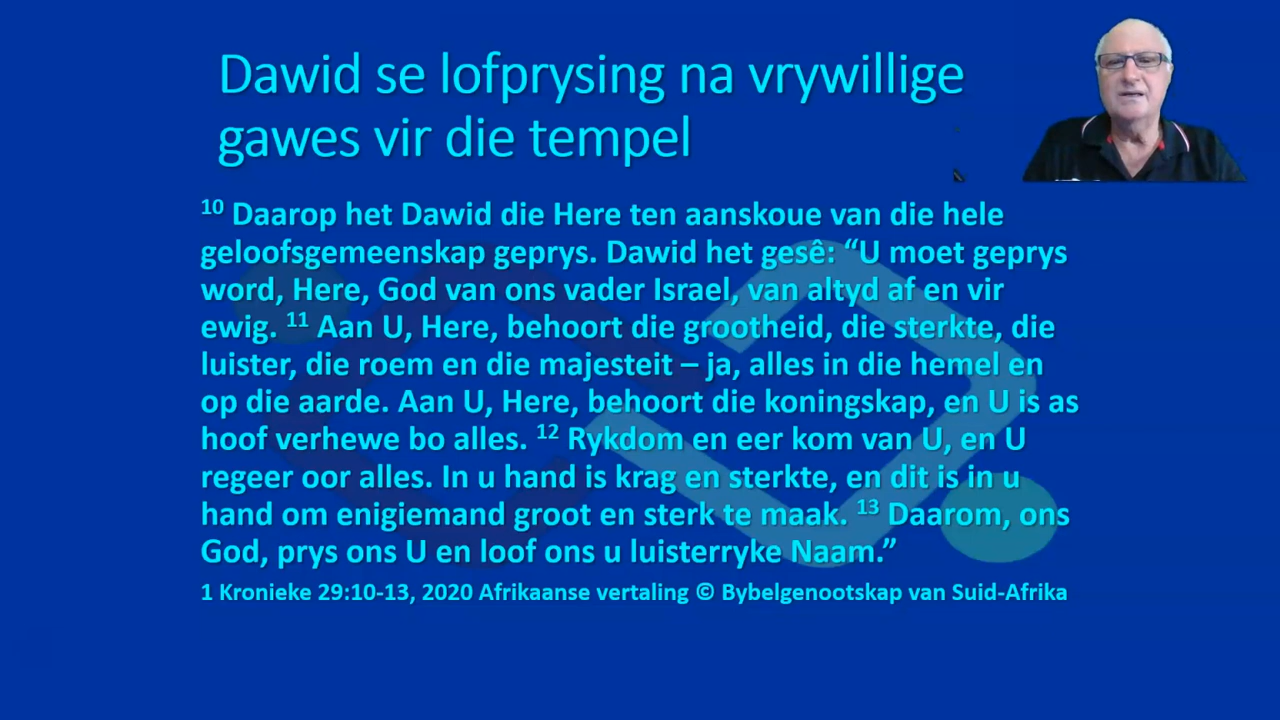 Dawid se lofprysing na vrywillige
gawes vir die tempel
10 Daarop het Dawid die Here ten aanskoue van die hele
geloofsgemeenskap geprys. Dawid het gesê: “U moet geprys
word, Here, God van ons vader Israel, van altyd af en vir
ewig. 11 Aan U, Here, behoort die grootheid, die sterkte, die
luister, die roem en die majesteit – ja, alles in die hemel en
op die aarde. Aan U, Here, behoort die koningskap, en U is as
hoof verhewe bo alles. 12 Rykdom en eer kom van U, en U
regeer oor alles. In u hand is krag en sterkte, en dit is in u
hand om enigiemand groot en sterk te maak. 13 Daarom, ons
God, prys ons U en loof ons u luisterryke Naam.”
1 Kronieke 29:10-13, 2020 Afrikaanse vertaling © Bybelgenootskap van Suid-Afrika